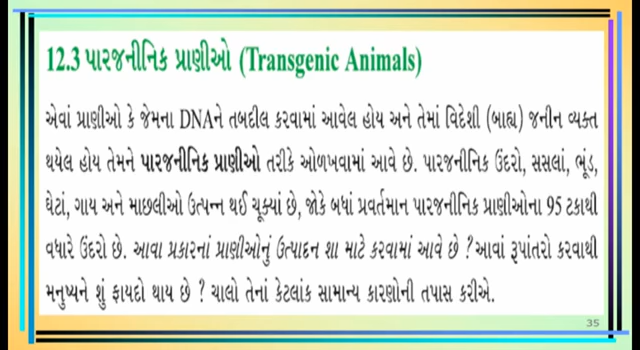 12.3 પારજનીનિક પ્રાણીઓ (Transgenic Animals)
એવાં પ્રાણીઓ કે જેમના DNAને તબદીલ કરવામાં આવેલ હોય અને તેમાં વિદેશી (બાહ્ય) જનીન વ્યક્ત
થયેલ હોય તેમને પારજનીનિક પ્રાણીઓ તરીકે ઓળખવામાં આવે છે. પારજનીનિક ઉંદરો, સસલાં, ભૂંડ,
ઘેટાં, ગાય અને માછલીઓ ઉત્પન્ન થઈ ચૂક્યાં છે, જોકે બધાં પ્રવર્તમાન પારજનીનિક પ્રાણીઓના 95 ટકાથી
વધારે ઉંદરો છે. આવા પ્રકારનાં પ્રાણીઓનું ઉત્પાદન શા માટે કરવામાં આવે છે ? આવાં રૂપાંતરો કરવાથી
મનુષ્યને શું ફાયદો થાય છે ? ચાલો તેનાં કેટલાંક સામાન્ય કારણોની તપાસ કરીએ.
35